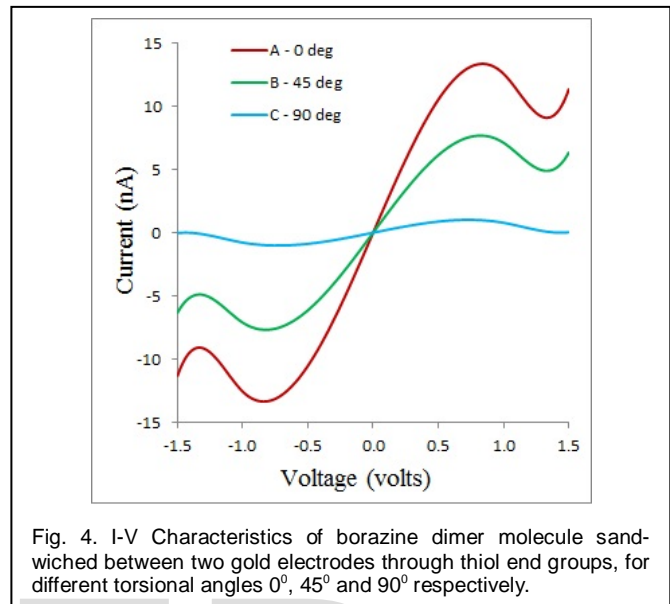 15
10
5
0
-5
-10
-15
Current (nA)
A - 0 deg
B - 45 deg
C - 90 deg
-1.5 -1.0 -0.5 0.0 0.5 1.0 1.5
Voltage (volts)
Fig. 4. I-V Characteristics of borazine dimer molecule sand-
wiched between two gold electrodes through thiol end groups, for
different torsional angles 0⁰, 45⁰ and 90⁰ respectively.